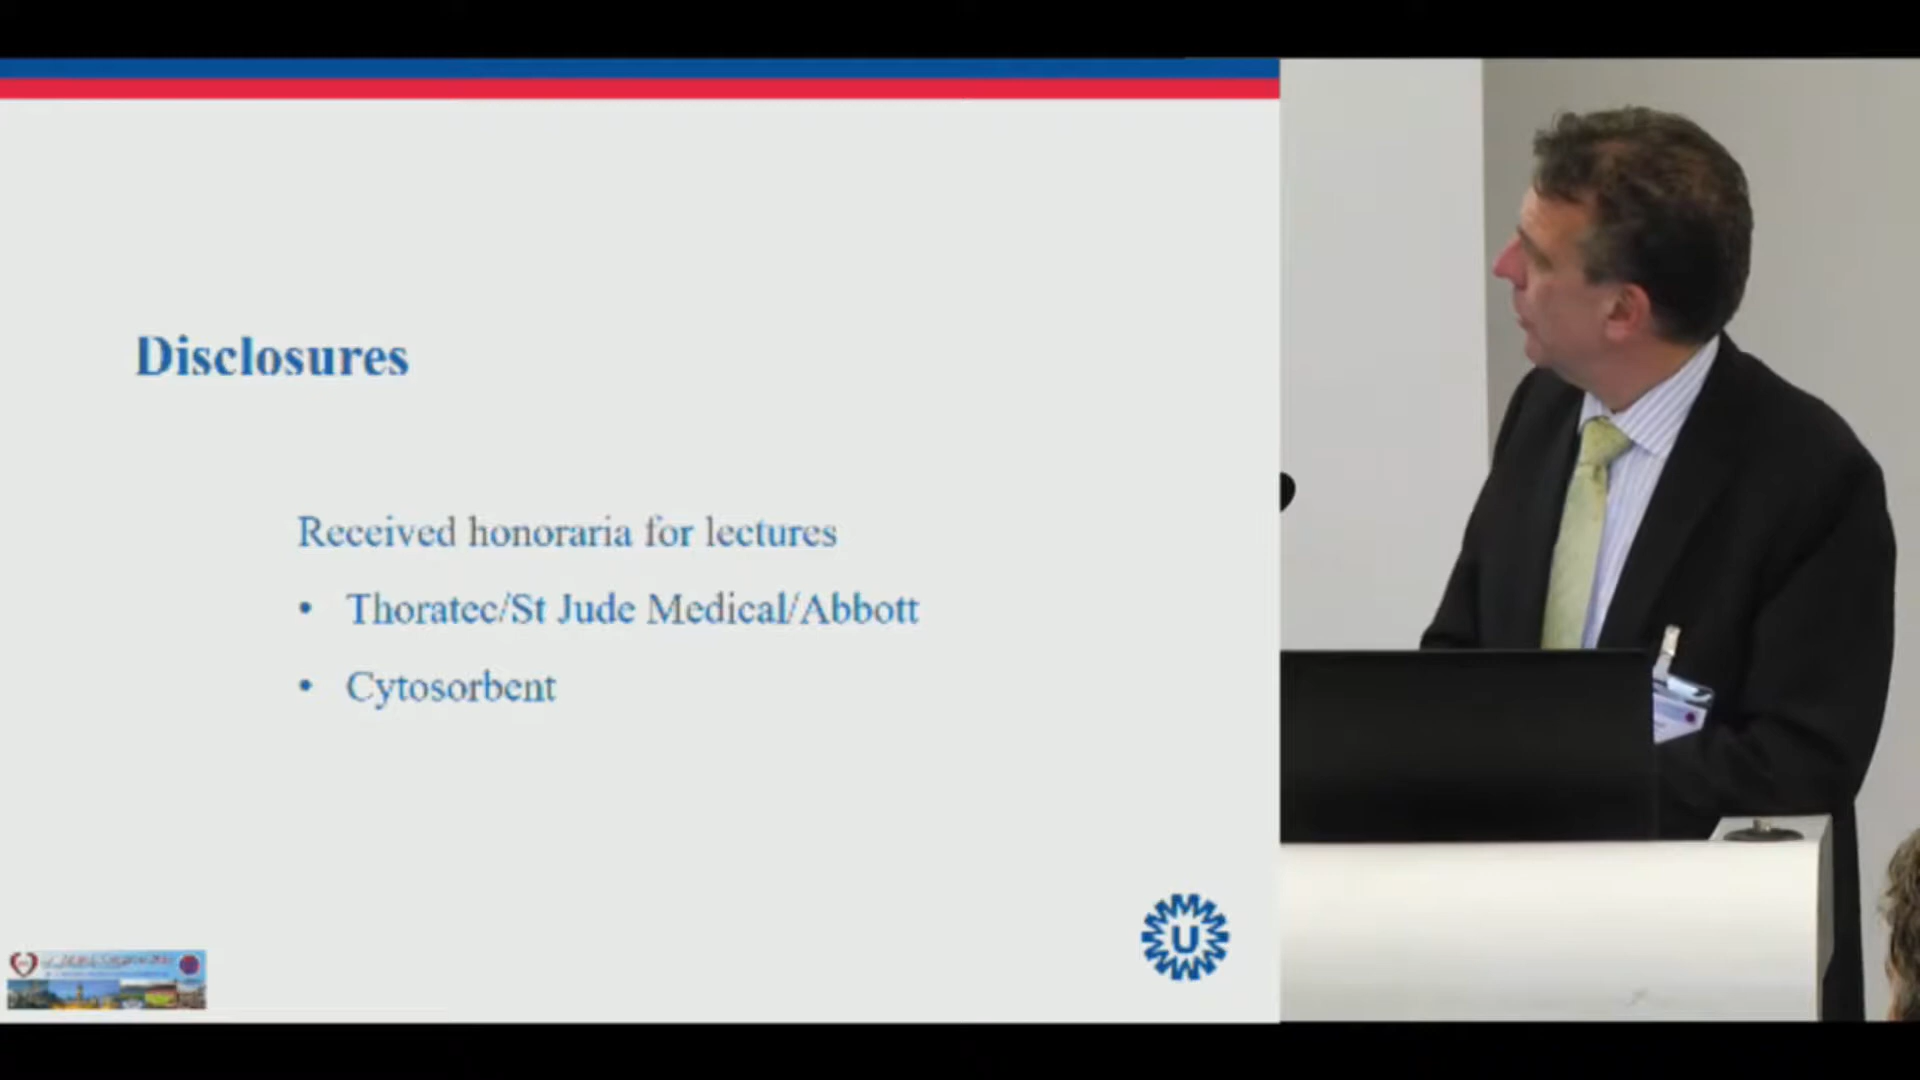 Disclosures
Received honoraria for lectures
• Thoratec/St Jude Medical/Abbott
• Cytosorbent
U